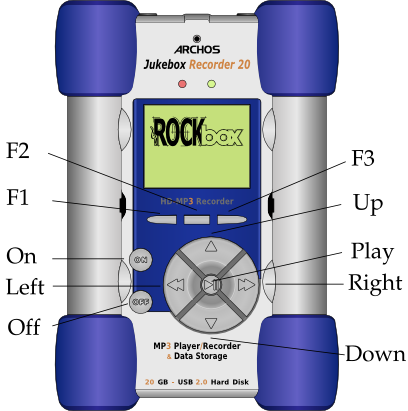 ARCHOS
Jukebox Recorder 20
ROCKbox
F2
F3
HD-MP3 Recorder
F1
Up
On
ON
Play
Left
Right
Off
OFF
MP3 Player/Recorder
& Data Storage
Down
20 GB - USB 2.0 Hard Disk